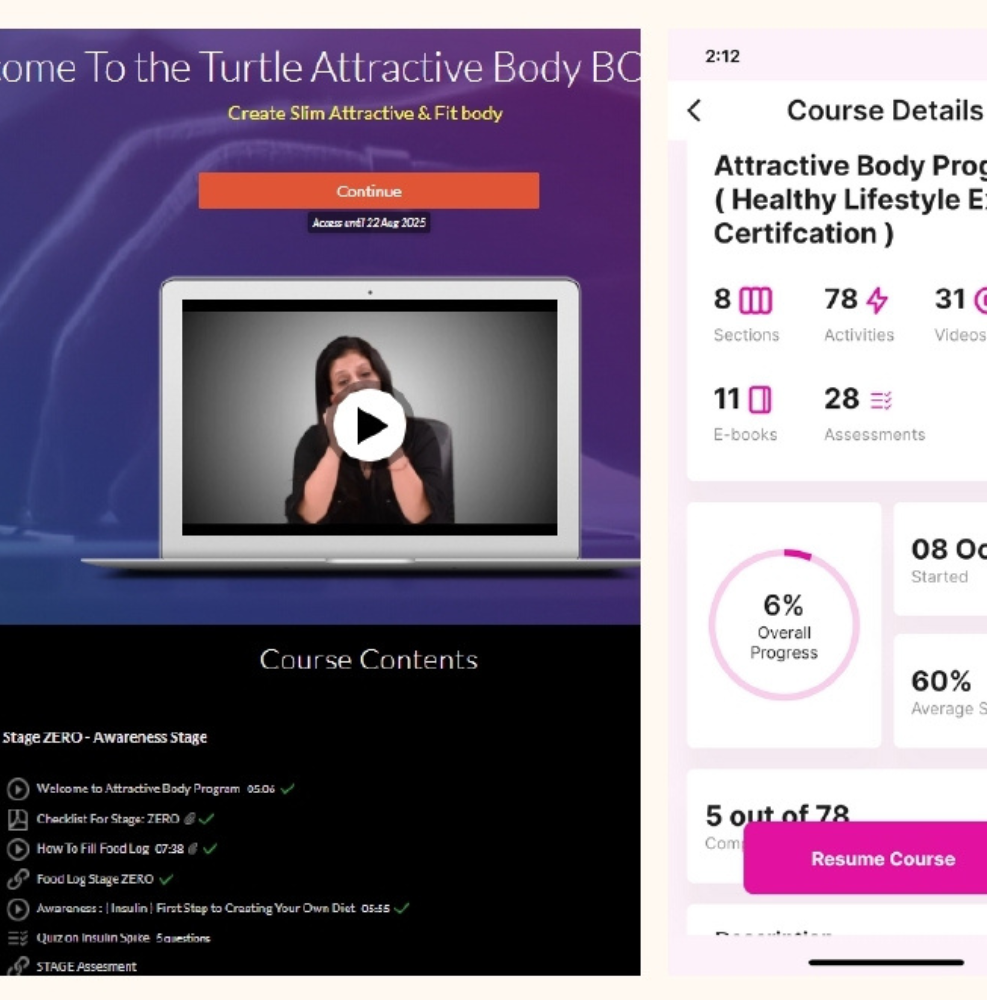 come To the Turtle Attractive Body BC
Create Slim Attractive & Fit body
Continue
Access until 22 Aug 2025
Course Contents
Stage ZERO - Awareness Stage
Welcome to Attractive Body Program 05:06
Checklist For Stage: ZERO
How To Fill Food Log 07:38
Food Log Stage ZERO
Awareness : | Insulin | First Step to Creating Your Own Diet 05:55
Quiz on Insulin Spike 5 questions
STAGE Assesment
2:12
Course Details
Attractive Body Prog
( Healthy Lifestyle E
Certifcation )
8
Sections
78
Activities
31
Videos
11
E-books
28
Assessments
6%
Overall
Progress
08 Oc
Started
60%
Average S
5 out of 78
Com
Resume Course
Description